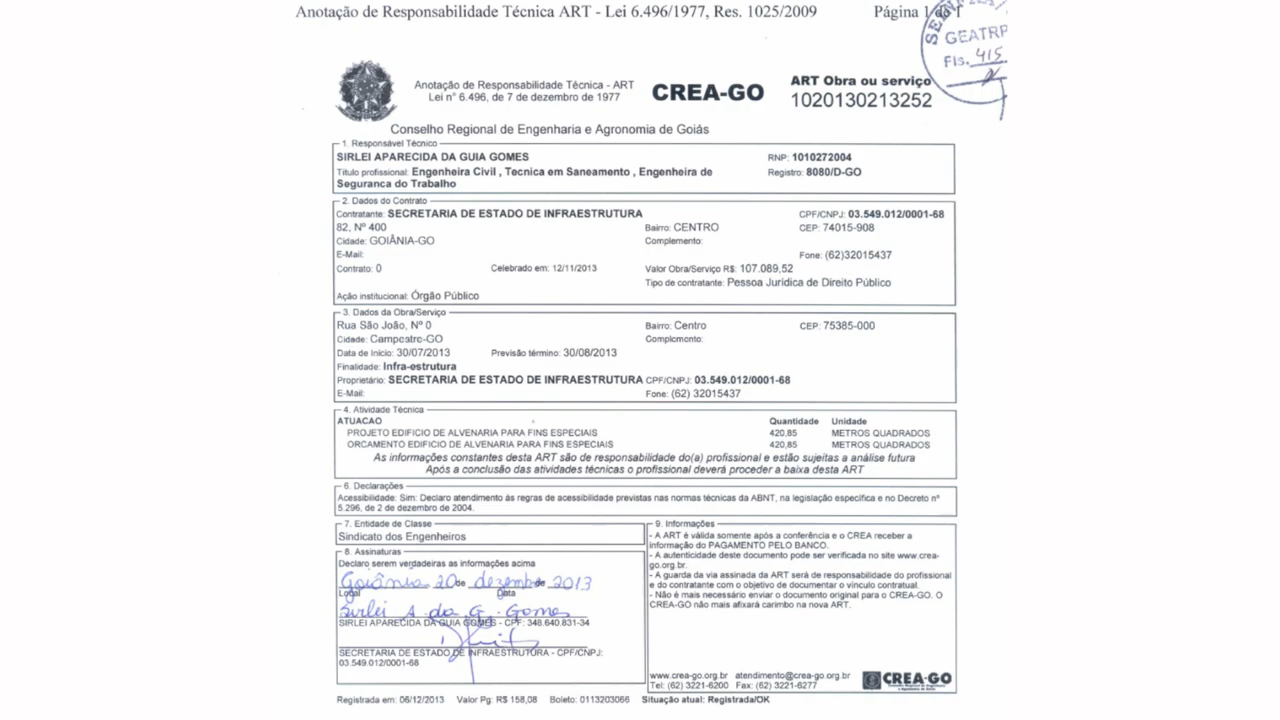 Anotação de Responsabilidade Técnica ART - Lei 6.496/1977, Res. 1025/2009 Página 1 de 1
GEATRP
Fls. 415
Anotação de Responsabilidade Técnica - ART
Lei n° 6.496, de 7 de dezembro de 1977
CREA-GO
ART Obra ou serviço
1020130213252
Conselho Regional de Engenharia e Agronomia de Goiás
1. Responsável Técnico
SIRLEI APARECIDA DA GUIA GOMES RNP: 1010272004
Título profissional: Engenheira Civil , Tecnica em Saneamento , Engenheira de Registro: 8080/D-GO
Segurança do Trabalho
2. Dados do Contrato
Contratante: SECRETARIA DE ESTADO DE INFRAESTRUTURA CPF/CNPJ: 03.549.012/0001-68
82, Nº 400 Bairro: CENTRO CEP: 74015-908
Cidade: GOIÂNIA-GO Complemento:
E-Mail: Fone: (62)32015437
Contrato: 0 Celebrado em: 12/11/2013 Valor Obra/Serviço R$: 107.089,52
Tipo de contratante: Pessoa Jurídica de Direito Público
Ação institucional: Órgão Público
3. Dados da Obra/Serviço
Rua São João, Nº 0 Bairro: Centro CEP: 75385-000
Cidade: Campestre-GO Complemento:
Data de Inicio: 30/07/2013 Previsão término: 30/08/2013
Finalidade: Infra-estrutura
Proprietário: SECRETARIA DE ESTADO DE INFRAESTRUTURA CPF/CNPJ: 03.549.012/0001-68
E-Mail: Fone: (62) 32015437
4. Atividade Técnica
ATUACAO Quantidade Unidade
PROJETO EDIFICIO DE ALVENARIA PARA FINS ESPECIAIS 420,85 METROS QUADRADOS
ORCAMENTO EDIFICIO DE ALVENARIA PARA FINS ESPECIAIS 420,85 METROS QUADRADOS
As informações constantes desta ART são de responsabilidade do(a) profissional e estão sujeitas a análise futura
Após a conclusão das atividades técnicas o profissional deverá proceder a baixa desta ART
6. Declarações
Acessibilidade: Sim: Declaro atendimento às regras de acessibilidade previstas nas normas técnicas da ABNT, na legislação específica e no Decreto nº
5.296, de 2 de dezembro de 2004.
7. Entidade de Classe
Sindicato dos Engenheiros
8. Assinaturas
Declaro serem verdadeiras as informações acima
Goiânia 20 de dezembro de 2013
Local Data
Sirlei A. da G. Gomes
SIRLEI APARECIDA DA GUIA GOMES - CPF: 348.640.831-34
SECRETARIA DE ESTADO DE INFRAESTRUTURA - CPF/CNPJ:
03.549.012/0001-68
9. Informações
- A ART é válida somente após a conferência e o CREA receber a
informação do PAGAMENTO PELO BANCO.
- A autenticidade deste documento pode ser verificada no site www.crea-
go.org.br.
- A guarda da via assinada da ART será de responsabilidade do profissional
e do contratante com o objetivo de documentar o vínculo contratual.
- Não é mais necessário enviar o documento original para o CREA-GO. O
CREA-GO não mais afixará carimbo na nova ART.
www.crea-go.org.br atendimento@crea-go.org.br
Tel: (62) 3221-6200 Fax: (62) 3221-6277
CREA-GO
Registrada em: 06/12/2013 Valor Pg: R$ 158,08 Boleto: 0113203066 Situação atual: Registrada/OK